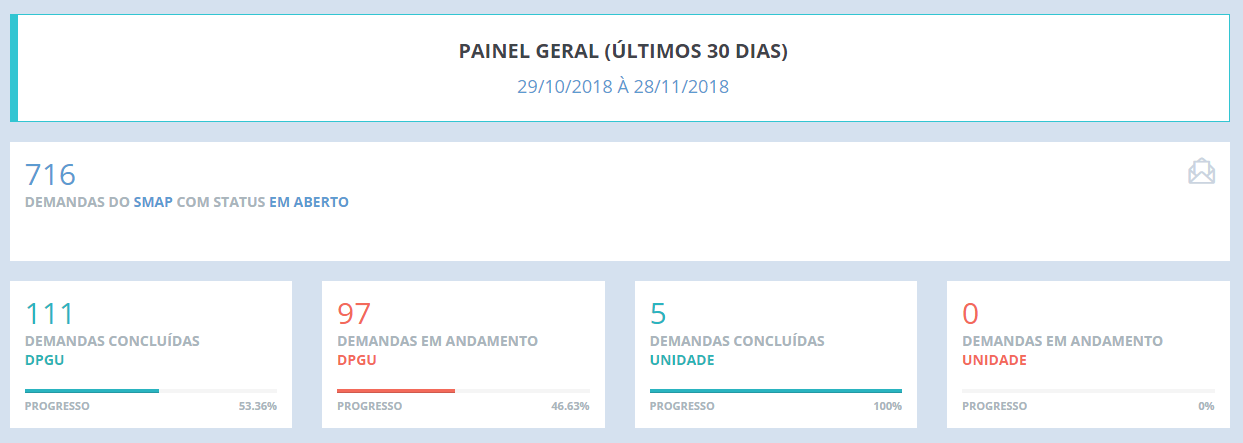 PAINEL GERAL (ÚLTIMOS 30 DIAS)
29/10/2018 À 28/11/2018
716
DEMANDAS DO SMAP COM STATUS EM ABERTO
111
DEMANDAS CONCLUÍDAS
DPGU
PROGRESSO 53.36%
97
DEMANDAS EM ANDAMENTO
DPGU
PROGRESSO 46.63%
5
DEMANDAS CONCLUÍDAS
UNIDADE
PROGRESSO 100%
0
DEMANDAS EM ANDAMENTO
UNIDADE
PROGRESSO 0%